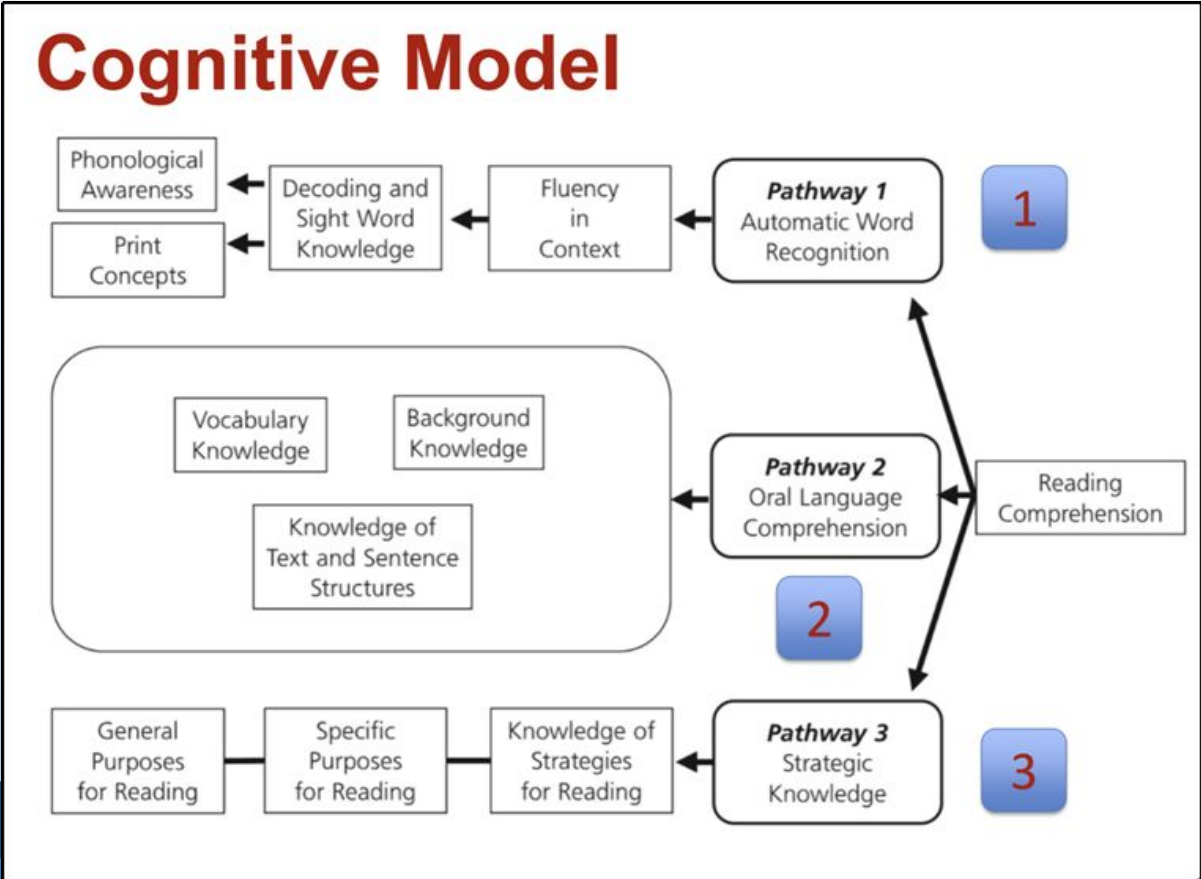 Cognitive Model
Phonological
Awareness
Print
Concepts
Decoding and
Sight Word
Knowledge
Fluency
in
Context
Pathway 1
Automatic Word
Recognition
1
Vocabulary
Knowledge
Background
Knowledge
Knowledge of
Text and Sentence
Structures
Pathway 2
Oral Language
Comprehension
Reading
Comprehension
2
General
Purposes
for Reading
Specific
Purposes
for Reading
Knowledge of
Strategies
for Reading
Pathway 3
Strategic
Knowledge
3